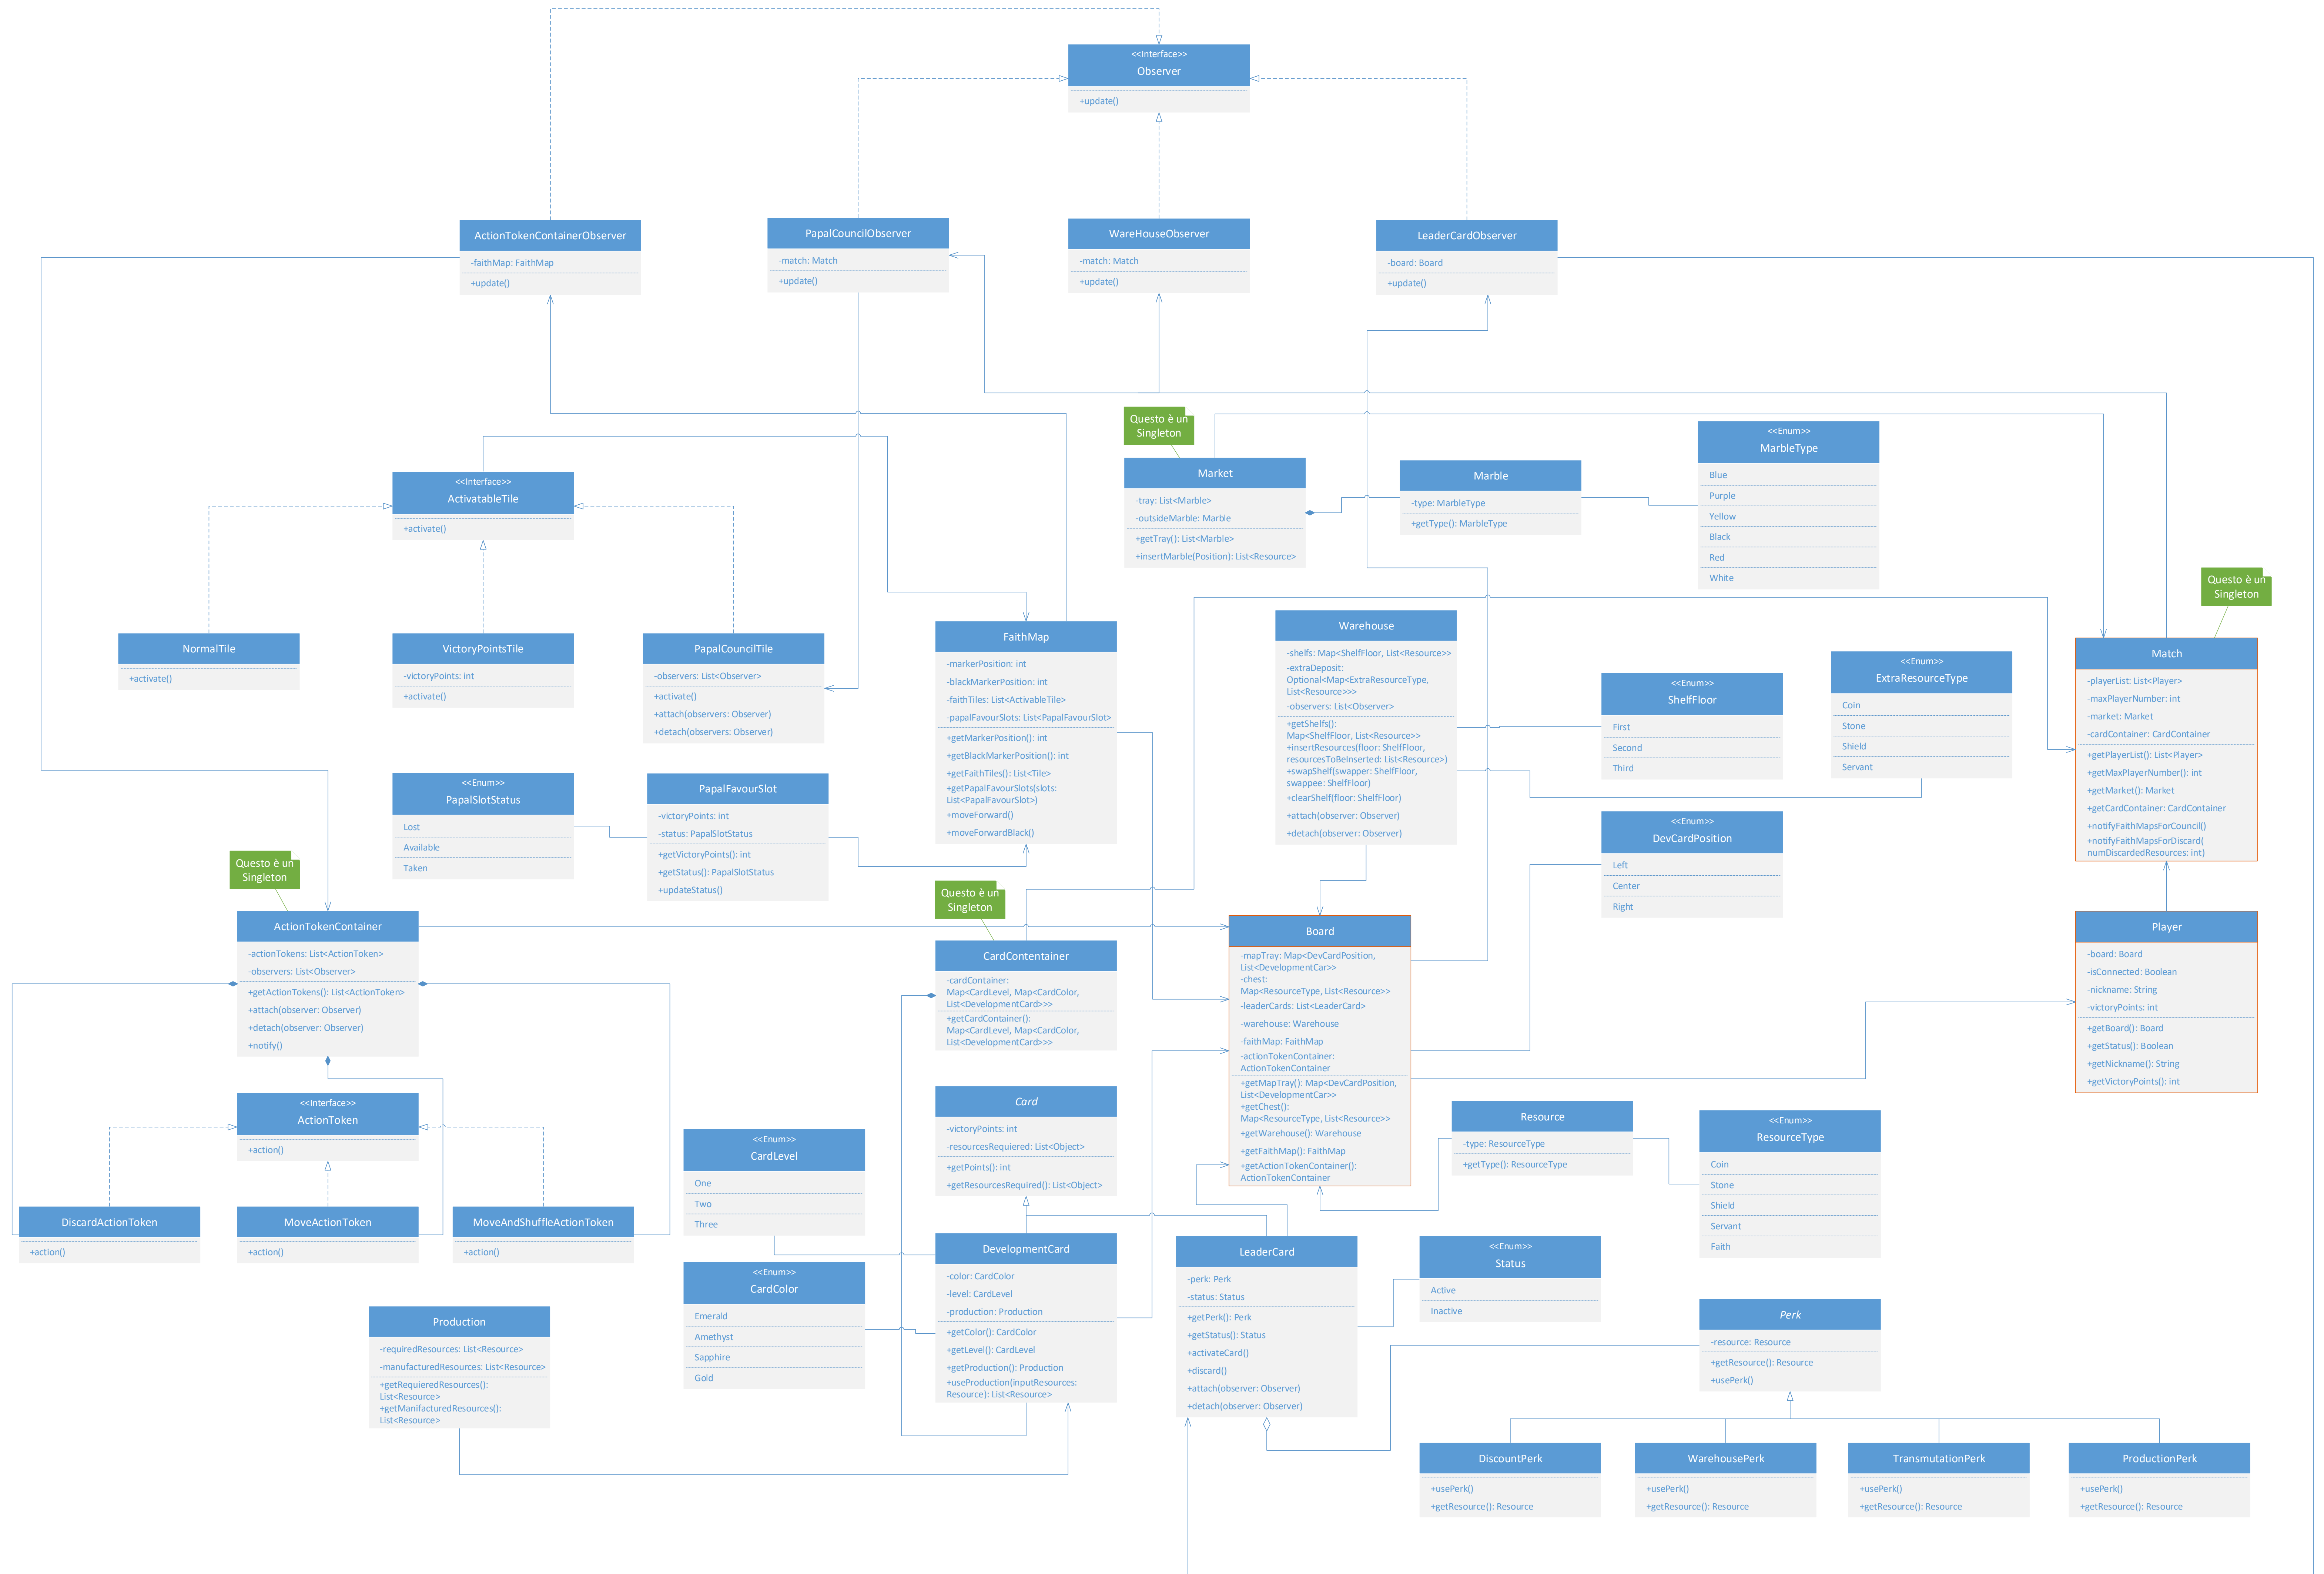 <<Interface>>
Observer
+update()
ActionTokenContainerObserver
-faithMap: FaithMap
+update()
PapalCouncilObserver
-match: Match
+update()
WareHouseObserver
-match: Match
+update()
LeaderCardObserver
-board: Board
+update()
Questo è un
Singleton
Market
-tray: List<Marble>
-outsideMarble: Marble
+getTray(): List<Marble>
+insertMarble(Position): List<Resource>
Marble
-type: MarbleType
+getType(): MarbleType
<<Enum>>
MarbleType
Blue
Purple
Yellow
Black
Red
White
<<Interface>>
ActivatableTile
+activate()
NormalTile
+activate()
VictoryPointsTile
-victoryPoints: int
+activate()
PapalCouncilTile
-observers: List<Observer>
+activate()
+attach(observers: Observer)
+detach(observers: Observer)
FaithMap
-markerPosition: int
-blackMarkerPosition: int
-faithTiles: List<ActivableTile>
-papalFavourSlots: List<PapalFavourSlot>
+getMarkerPosition(): int
+getBlackMarkerPosition(): int
+getFaithTiles(): List<Tile>
+getPapalFavourSlots(slots:
List<PapalFavourSlot>)
+moveForward()
+moveForwardBlack()
Warehouse
-shelfs: Map<ShelfFloor, List<Resource>>
-extraDeposit:
Optional<Map<ExtraResourceType,
List<Resource>>>
-observers: List<Observer>
+getShelfs():
Map<ShelfFloor, List<Resource>>
+insertResources(floor: ShelfFloor,
resourcesToBeInserted: List<Resource>)
+swapShelf(swapper: ShelfFloor,
swappee: ShelfFloor)
+clearShelf(floor: ShelfFloor)
+attach(observer: Observer)
+detach(observer: Observer)
<<Enum>>
ShelfFloor
First
Second
Third
<<Enum>>
ExtraResourceType
Coin
Stone
Shield
Servant
Questo è un
Singleton
Match
-playerList: List<Player>
-maxPlayerNumber: int
-market: Market
-cardContainer: CardContainer
+getPlayerList(): List<Player>
+getMaxPlayerNumber(): int
+getMarket(): Market
+getCardContainer: CardContainer
+notifyFaithMapsForCouncil()
+notifyFaithMapsForDiscard(
numDiscardedResources: int)
<<Enum>>
PapalSlotStatus
Lost
Available
Taken
PapalFavourSlot
-victoryPoints: int
-status: PapalSlotStatus
+getVictoryPoints(): int
+getStatus(): PapalSlotStatus
+updateStatus()
<<Enum>>
DevCardPosition
Left
Center
Right
Questo è un
Singleton
ActionTokenContainer
-actionTokens: List<ActionToken>
-observers: List<Observer>
+getActionTokens(): List<ActionToken>
+attach(observer: Observer)
+detach(observer: Observer)
+notify()
Questo è un
Singleton
CardContentainer
-cardContainer:
Map<CardLevel, Map<CardColor,
List<DevelopmentCard>>>
+getCardContainer():
Map<CardLevel, Map<CardColor,
List<DevelopmentCard>>>
Board
-mapTray: Map<DevCardPosition,
List<DevelopmentCar>>
-chest:
Map<ResourceType, List<Resource>>
-leaderCards: List<LeaderCard>
-warehouse: Warehouse
-faithMap: FaithMap
-actionTokenContainer:
ActionTokenContainer
+getMapTray(): Map<DevCardPosition,
List<DevelopmentCar>>
+getChest():
Map<ResourceType, List<Resource>>
+getWarehouse(): Warehouse
+getFaithMap(): FaithMap
+getActionTokenContainer():
ActionTokenContainer
Player
-board: Board
-isConnected: Boolean
-nickname: String
-victoryPoints: int
+getBoard(): Board
+getStatus(): Boolean
+getNickname(): String
+getVictoryPoints(): int
<<Interface>>
ActionToken
+action()
DiscardActionToken
+action()
MoveActionToken
+action()
MoveAndShuffleActionToken
+action()
Card
-victoryPoints: int
-resourcesRequiered: List<Object>
+getPoints(): int
+getResourcesRequired(): List<Object>
<<Enum>>
CardLevel
One
Two
Three
<<Enum>>
CardColor
Emerald
Amethyst
Sapphire
Gold
DevelopmentCard
-color: CardColor
-level: CardLevel
-production: Production
+getColor(): CardColor
+getLevel(): CardLevel
+getProduction(): Production
+useProduction(inputResources:
Resource): List<Resource>
LeaderCard
-perk: Perk
-status: Status
+getPerk(): Perk
+getStatus(): Status
+activateCard()
+discard()
+attach(observer: Observer)
+detach(observer: Observer)
Resource
-type: ResourceType
+getType(): ResourceType
<<Enum>>
ResourceType
Coin
Stone
Shield
Servant
Faith
<<Enum>>
Status
Active
Inactive
Production
-requiredResources: List<Resource>
-manufacturedResources: List<Resource>
+getRequieredResources():
List<Resource>
+getManifacturedResources():
List<Resource>
Perk
-resource: Resource
+getResource(): Resource
+usePerk()
DiscountPerk
+usePerk()
+getResource(): Resource
WarehousePerk
+usePerk()
+getResource(): Resource
TransmutationPerk
+usePerk()
+getResource(): Resource
ProductionPerk
+usePerk()
+getResource(): Resource